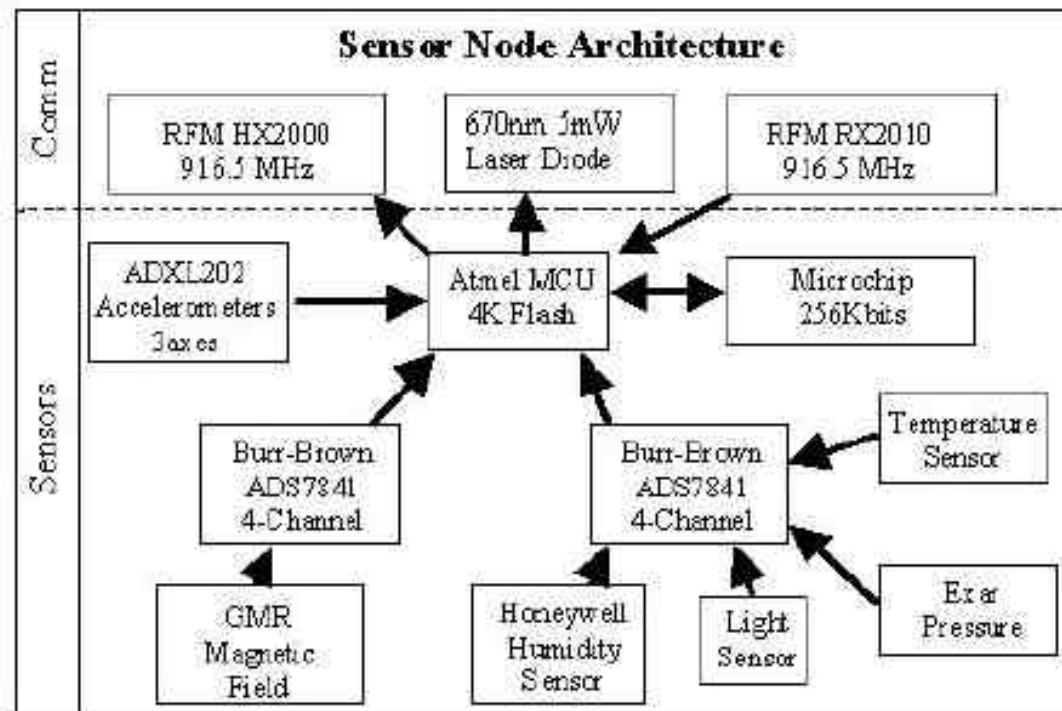 Sensor Node Architecture
Comm
RFM HX2000
916.5 MHz
670nm 5mW
Laser Diode
RFM RX2010
916.5 MHz
Sensors
ADXL202
Accelerometers
3axes
Atmel MCU
4K Flash
Microchip
256Kbits
Burr-Brown
ADS7841
4-Channel
Burr-Brown
ADS7841
4-Channel
Temperature
Sensor
GMR
Magnetic
Field
Honeywell
Humidity
Sensor
Light
Sensor
Exar
Pressure